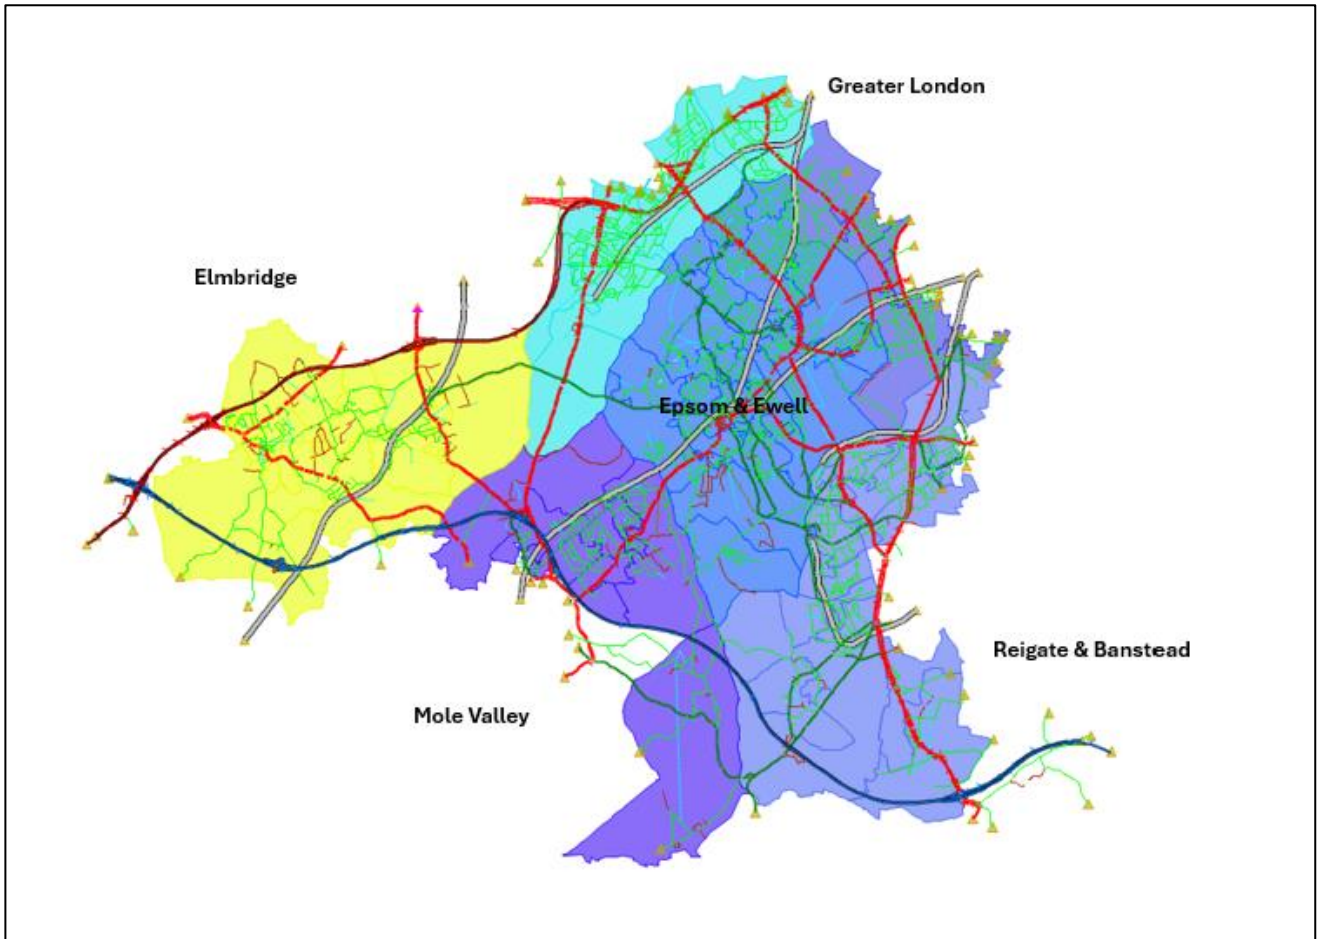 Greater London
Elmbridge
Epsom & Ewell
Reigate & Banstead
Mole Valley